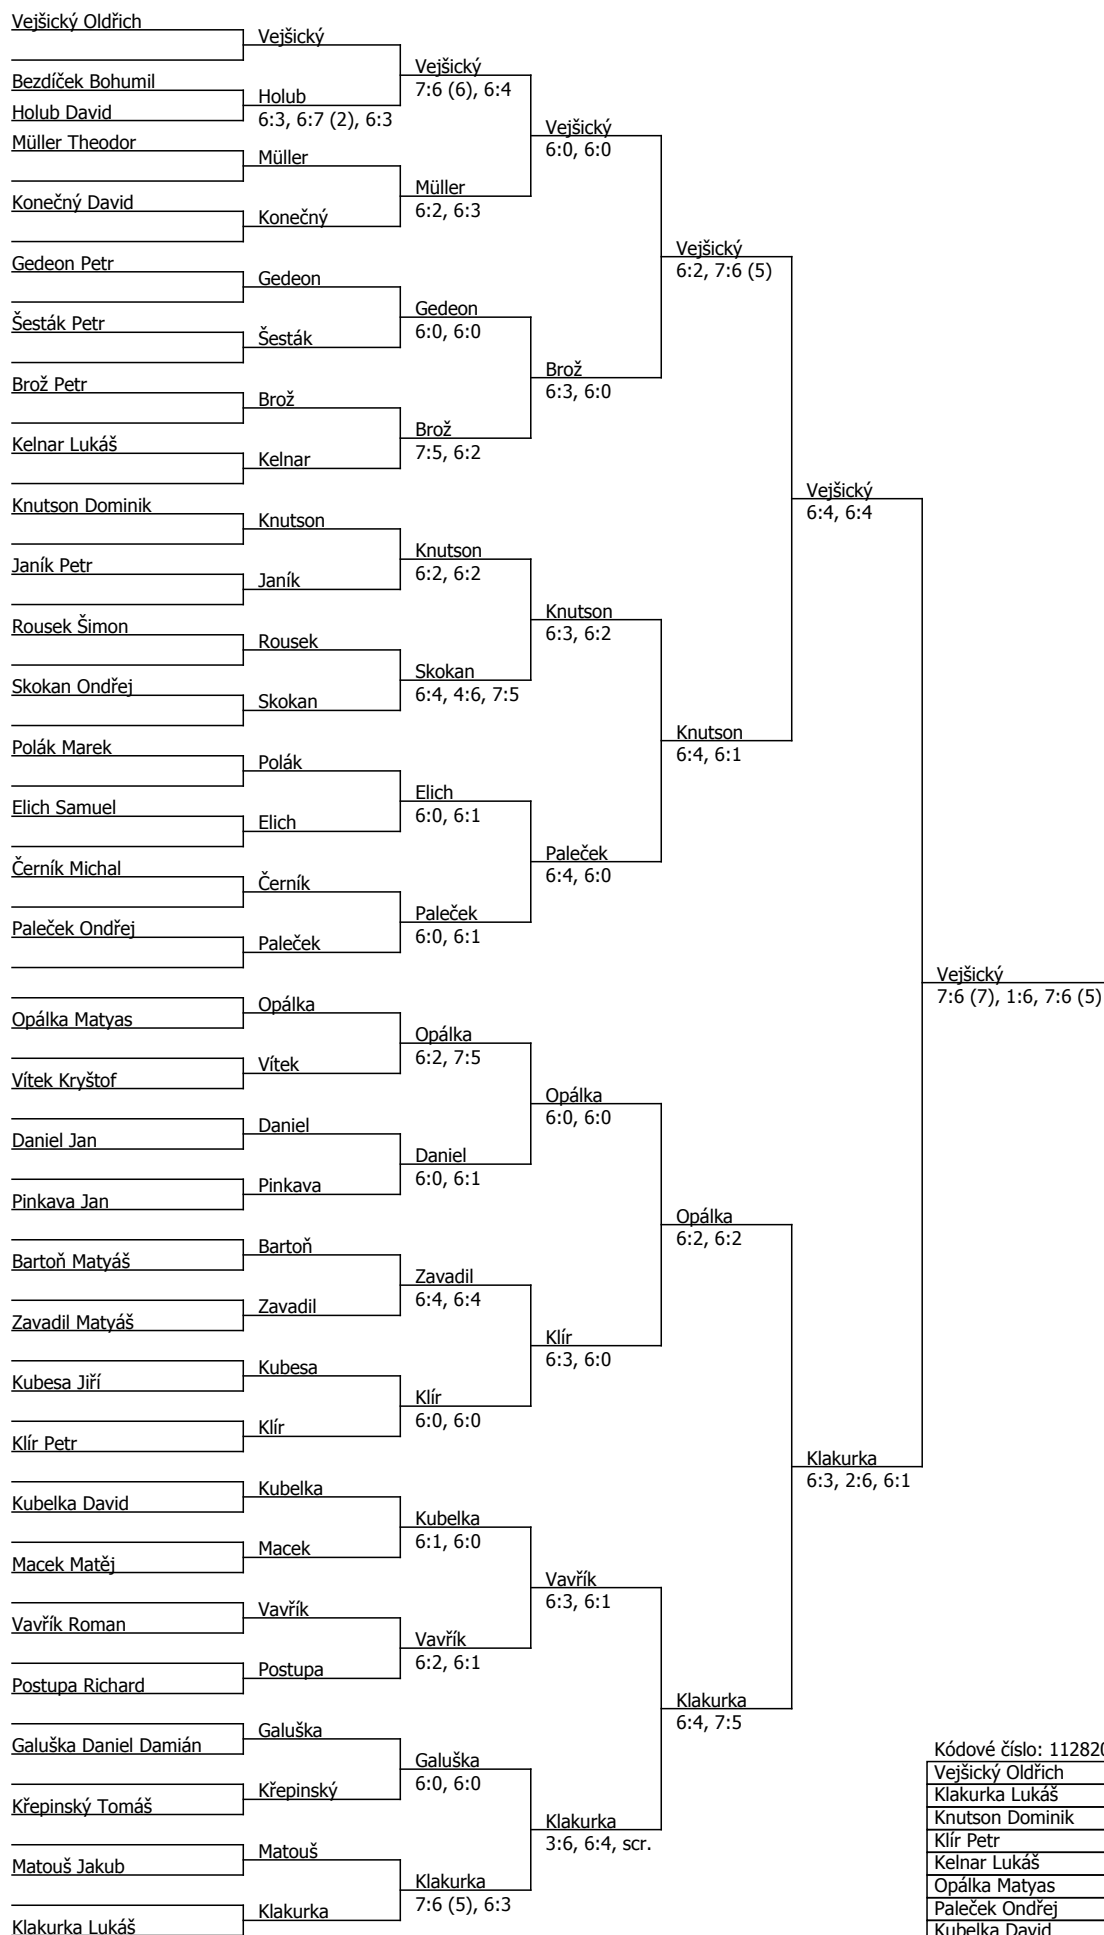 Vejšický Oldřich
Bezdíček Bohumil
Holub David
Müller Theodor
Konečný David
Gedeon Petr
Šesták Petr
Brož Petr
Kelnar Lukáš
Knutson Dominik
Janík Petr
Rousek Šimon
Skokan Ondřej
Polák Marek
Elich Samuel
Černík Michal
Paleček Ondřej
Opálka Matyas
Vítek Kryštof
Daniel Jan
Pinkava Jan
Bartoň Matyáš
Zavadil Matyáš
Kubesa Jiří
Klír Petr
Kubelka David
Macek Matěj
Vavřík Roman
Postupa Richard
Galuška Daniel Damián
Křepinský Tomáš
Matouš Jakub
Klakurka Lukáš
Vejšický
Holub
6:3, 6:7 (2), 6:3
Müller
Konečný
Gedeon
Šesták
Brož
Kelnar
Knutson
Janík
Rousek
Skokan
Polák
Elich
Černík
Paleček
Opálka
Vítek
Daniel
Pinkava
Bartoň
Zavadil
Kubesa
Klír
Kubelka
Macek
Vavřík
Postupa
Galuška
Křepinský
Matouš
Klakurka
Vejšický
7:6 (6), 6:4
Müller
6:2, 6:3
Gedeon
6:0, 6:0
Brož
7:5, 6:2
Knutson
6:2, 6:2
Skokan
6:4, 4:6, 7:5
Elich
6:0, 6:1
Paleček
6:0, 6:1
Opálka
6:2, 7:5
Daniel
6:0, 6:1
Zavadil
6:4, 6:4
Klír
6:0, 6:0
Kubelka
6:1, 6:0
Vavřík
6:2, 6:1
Galuška
6:0, 6:0
Klakurka
7:6 (5), 6:3
Vejšický
6:0, 6:0
Brož
6:3, 6:0
Knutson
6:3, 6:2
Paleček
6:4, 6:0
Opálka
6:0, 6:0
Klír
6:3, 6:0
Vavřík
6:3, 6:1
Klakurka
3:6, 6:4, scr.
Vejšický
6:2, 7:6 (5)
Knutson
6:4, 6:1
Opálka
6:2, 6:2
Klakurka
6:4, 7:5
Vejšický
6:4, 6:4
Klakurka
6:3, 2:6, 6:1
Vejšický
7:6 (7), 1:6, 7:6 (5)
Kódové číslo: 11282
Vejšický Oldřich
Klakurka Lukáš
Knutson Dominik
Klír Petr
Kelnar Lukáš
Opálka Matyas
Paleček Ondřej
Kubelka David